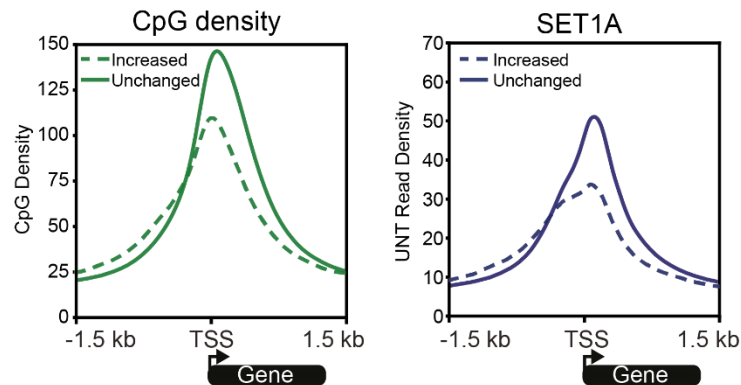 CpG density
150
125
100
75
50
25
0
CpG Density
Increased
Unchanged
-1.5 kb
TSS
1.5 kb
Gene
SET1A
70
60
50
40
30
20
10
0
UNT Read Density
Increased
Unchanged
-1.5 kb
TSS
1.5 kb
Gene